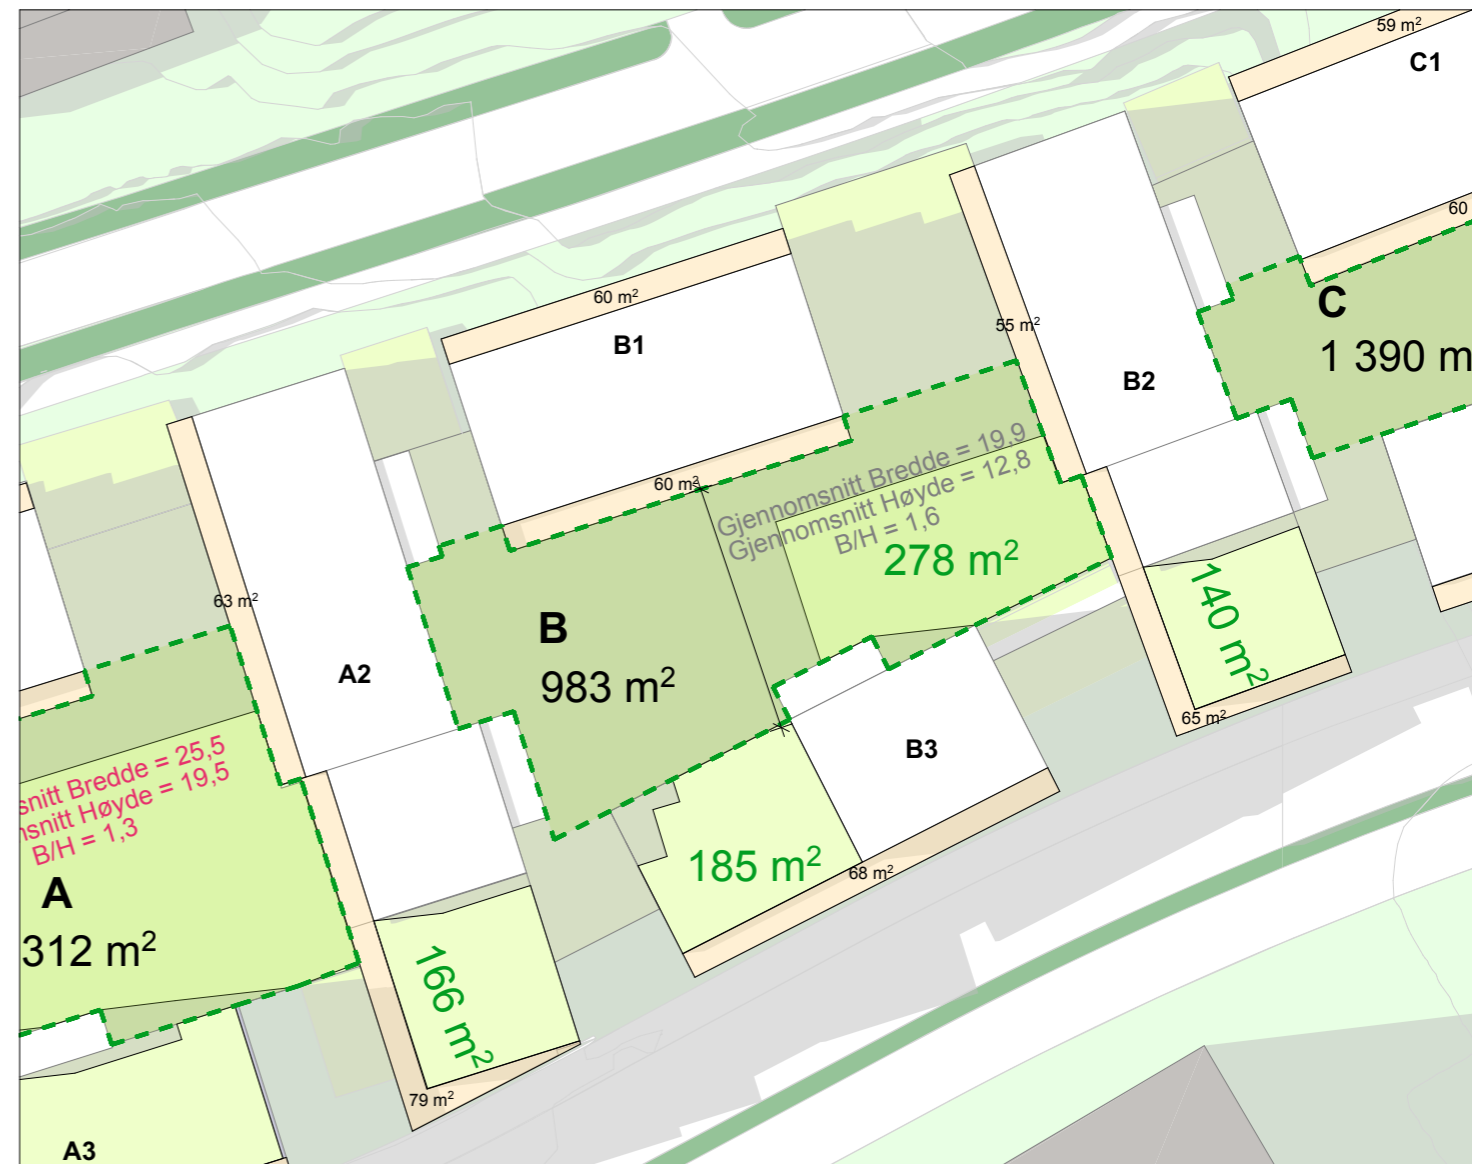 59 m²
C1
60
C
1 390 m
60 m²
B1
55 m²
B2
60 m²
Gjennomsnitt Bredde = 19,9
Gjennomsnitt Høyde = 12,8
B/H = 1,6
278 m²
140 m²
65 m²
63 m²
A2
B
983 m²
B3
185 m²
68 m²
snitt Bredde = 25,5
nsnitt Høyde = 19,5
B/H = 1,3
A
312 m²
166 m²
79 m²
A3